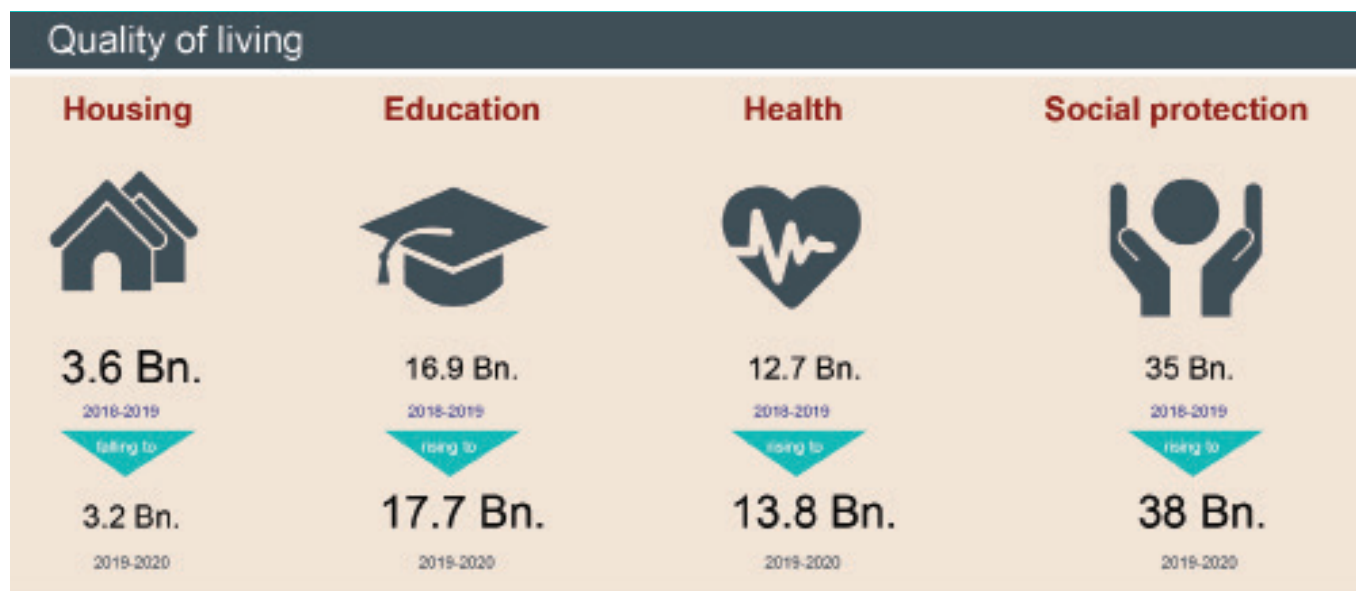 Quality of living
Housing
Education
Health
Social protection
3.6 Bn.
16.9 Bn.
12.7 Bn.
35 Bn.
2018-2019
2018-2019
2018-2019
2018-2019
falling to
rising to
rising to
rising to
3.2 Bn.
17.7 Bn.
13.8 Bn.
38 Bn.
2019-2020
2019-2020
2019-2020
2019-2020